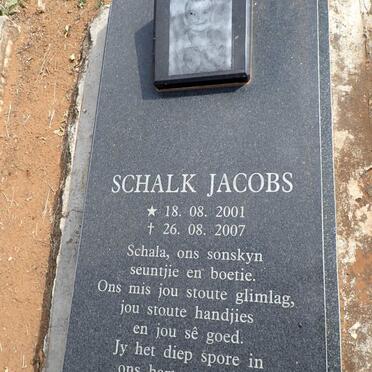 SCHALK JACOBS
★ 18. 08. 2001
† 26. 08. 2007
Schala, ons sonskyn
seuntjie en boetie.
Ons mis jou stoute glimlag,
jou stoute handjies
en jou sê goed.
Jy het diep spore in
ons